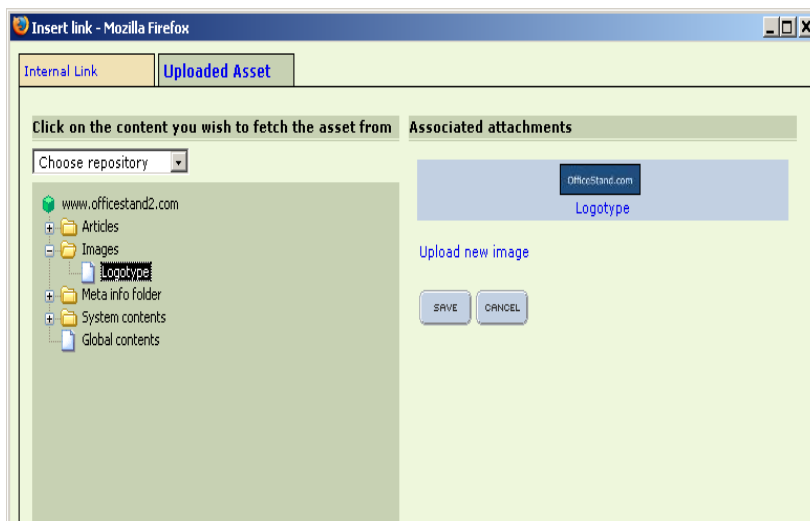 Insert link - Mozilla Firefox
Internal Link
Uploaded Asset
Click on the content you wish to fetch the asset from
Choose repository
www.officestand2.com
Articles
Images
Logotype
Meta info folder
System contents
Global contents
Associated attachments
OfficeStand.com
Logotype
Upload new image
SAVE
CANCEL